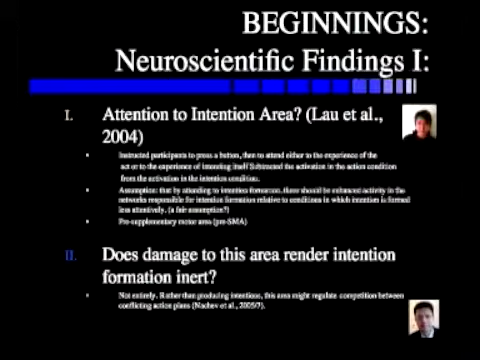 BEGINNINGS:
Neuroscientific Findings I:
I. Attention to Intention Area? (Lau et al.,
2004)
• Instructed participants to press a button, then to attend either to the experience of the
act or to the experience of intending itself Subtracted the activation in the action condition
from the activation in the intention condition.
• Assumption: that by attending to intention formation, there should be enhanced activity in the
networks responsible for intention formation relative to conditions in which intention is formed
less attentively. (a fair assumption?)
• Pre-supplementary motor area (pre-SMA)
II. Does damage to this area render intention
formation inert?
• Not entirely. Rather than producing intentions, this area might regulate competition between
conflicting action plans (Nachev et al., 2005/7).